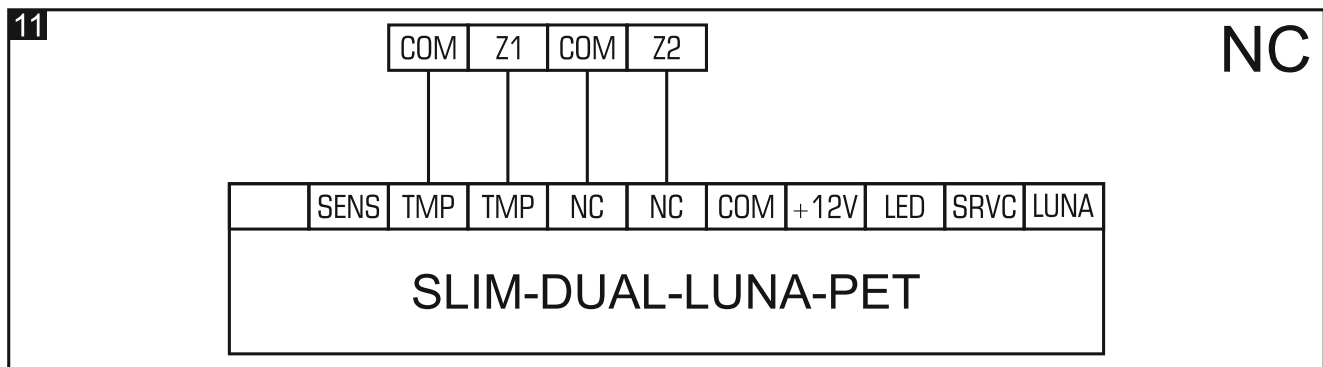 11
NC
COM Z1 COM Z2
SENS TMP TMP NC NC COM +12V LED SRVC LUNA
SLIM-DUAL-LUNA-PET